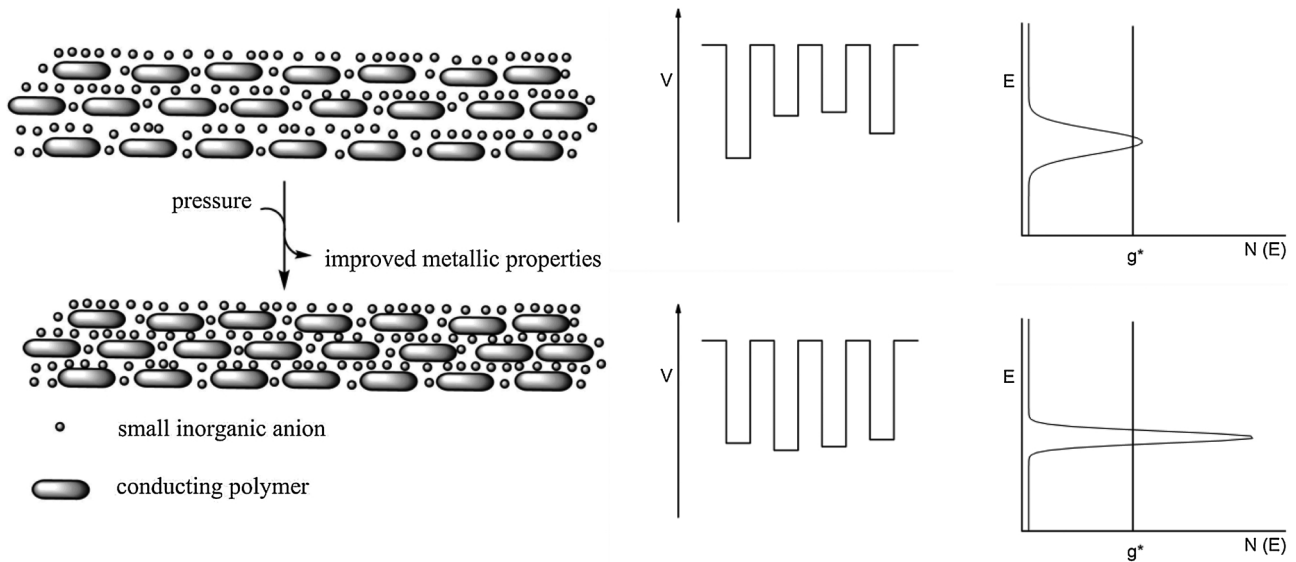 pressure
improved metallic properties
small inorganic anion
conducting polymer
V
E
g*
N (E)
V
E
g*
N (E)